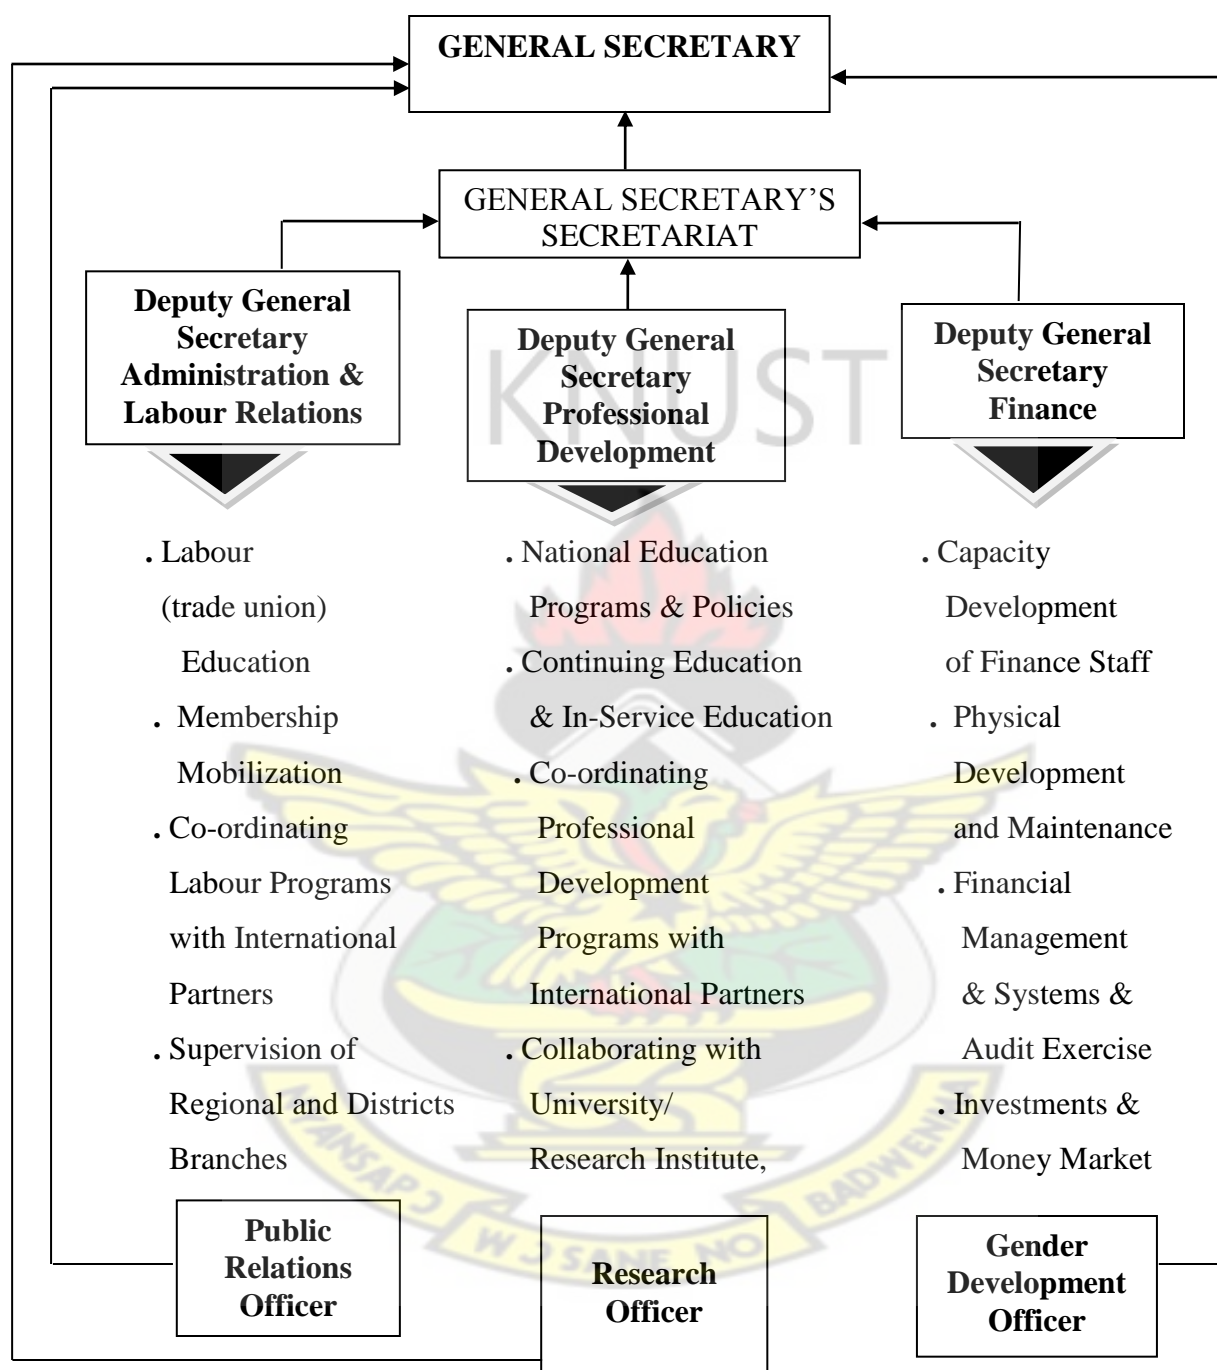 GENERAL SECRETARY
GENERAL SECRETARY’S
SECRETARIAT
Deputy General
Secretary
Administration &
Labour Relations
Deputy General
Secretary
Professional
Development
Deputy General
Secretary
Finance
KNUST
. Labour
(trade union)
Education
. Membership
Mobilization
. Co-ordinating
Labour Programs
with International
Partners
. Supervision of
Regional and Districts
Branches
. National Education
Programs & Policies
. Continuing Education
& In-Service Education
. Co-ordinating
Professional
Development
Programs with
International Partners
. Collaborating with
University/
Research Institute,
. Capacity
Development
of Finance Staff
. Physical
Development
and Maintenance
. Financial
Management
& Systems &
Audit Exercise
. Investments &
Money Market
NYANSAPƆ WƆSANE NO BADWENMA
Public
Relations
Officer
Research
Officer
Gender
Development
Officer